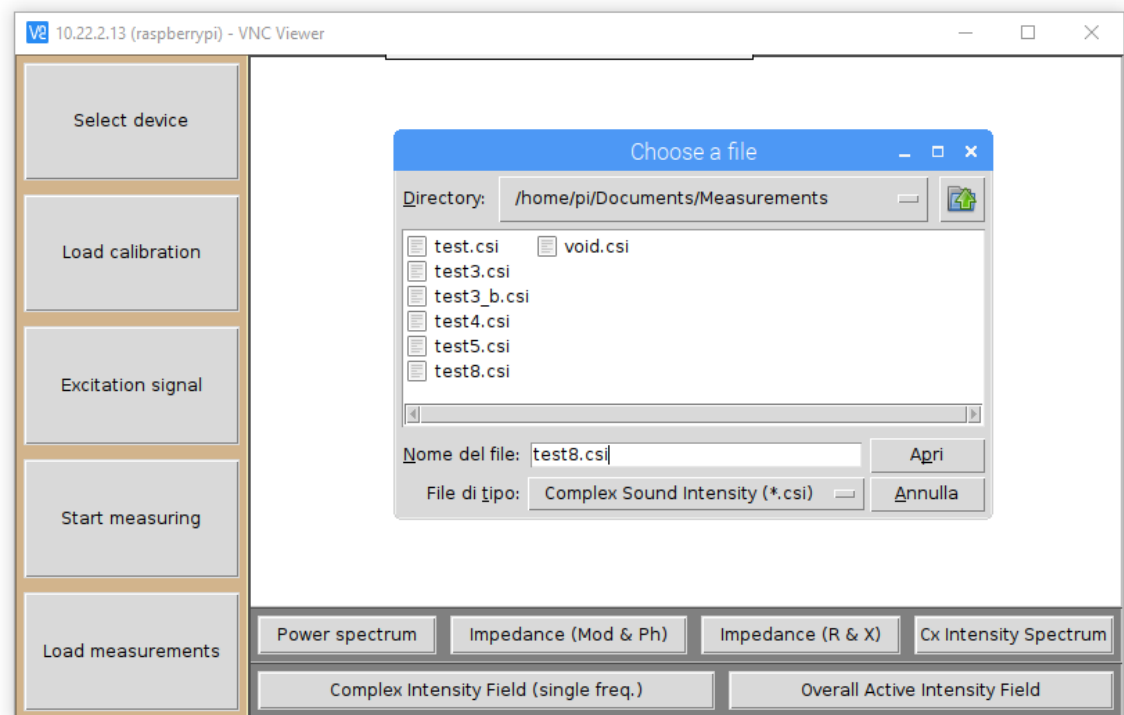 10.22.2.13 (raspberrypi) - VNC Viewer
Select device
Load calibration
Excitation signal
Start measuring
Load measurements
Choose a file
Directory: /home/pi/Documents/Measurements
test.csi void.csi
test3.csi
test3_b.csi
test4.csi
test5.csi
test8.csi
Nome del file: test8.csi Apri
File di tipo: Complex Sound Intensity (*.csi) Annulla
Power spectrum Impedance (Mod & Ph) Impedance (R & X) Cx Intensity Spectrum
Complex Intensity Field (single freq.) Overall Active Intensity Field